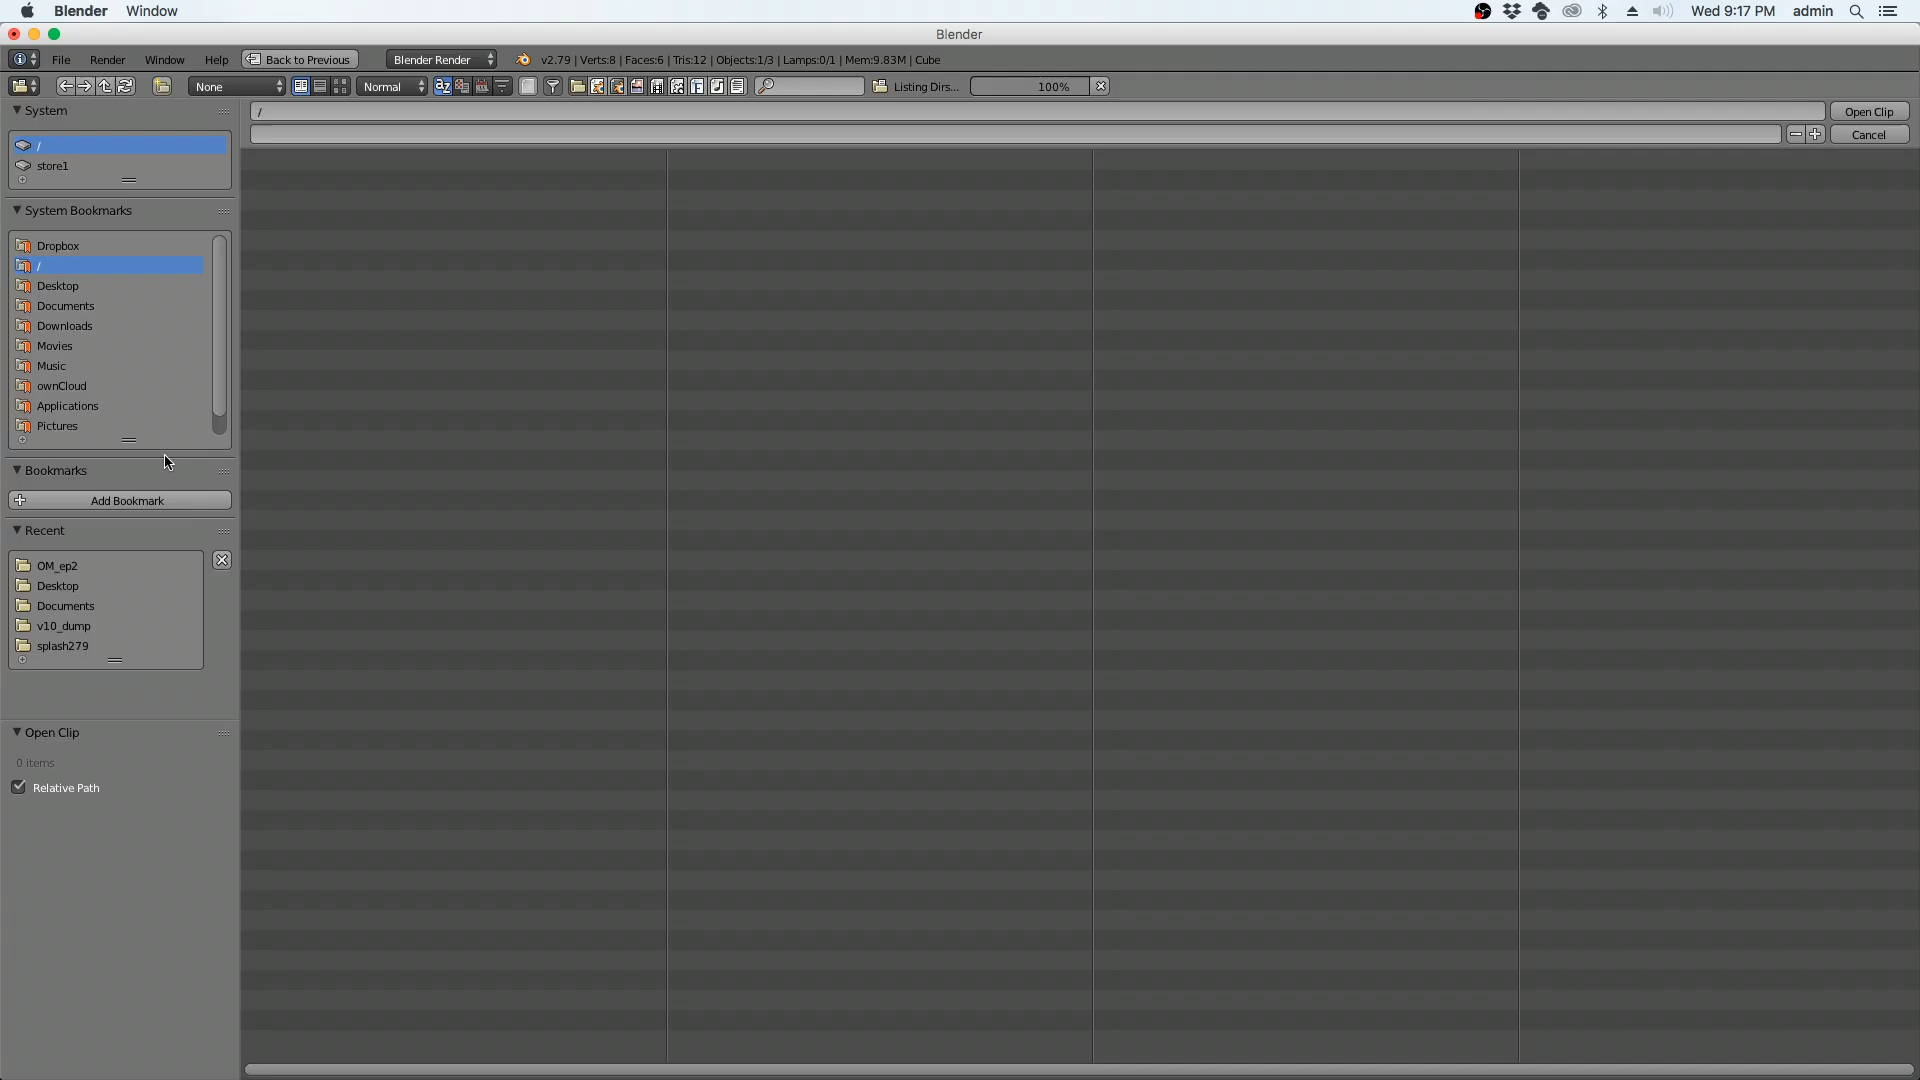 Blender Window Wed 9:17 PM admin
Blender
File Render Window Help Back to Previous Blender Render v2.79 | Verts:8 | Faces:6 | Tris:12 | Objects:1/3 | Lamps:0/1 | Mem:9.83M | Cube
None Normal Listing Dirs... 100%
System
/
store1
System Bookmarks
Dropbox
/
Desktop
Documents
Downloads
Movies
Music
ownCloud
Applications
Pictures
Bookmarks
Add Bookmark
Recent
OM_ep2
Desktop
Documents
v10_dump
splash279
Open Clip
0 items
Relative Path
/
Open Clip
Cancel